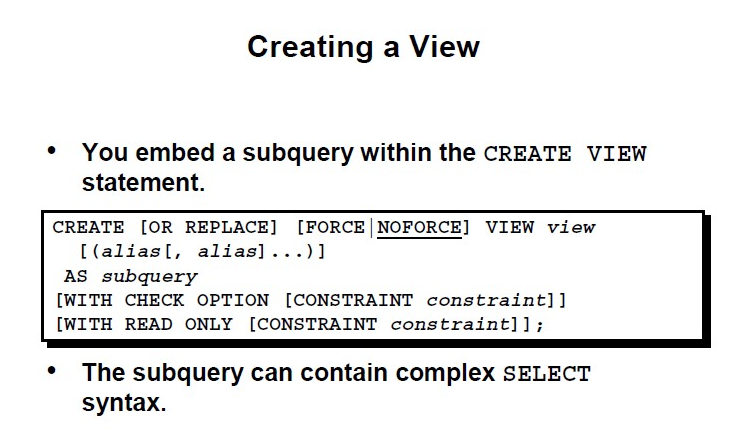 Creating a View
• You embed a subquery within the CREATE VIEW
statement.
CREATE [OR REPLACE] [FORCE|NOFORCE] VIEW view
[(alias[, alias]...)]
AS subquery
[WITH CHECK OPTION [CONSTRAINT constraint]]
[WITH READ ONLY [CONSTRAINT constraint]];
• The subquery can contain complex SELECT
syntax.